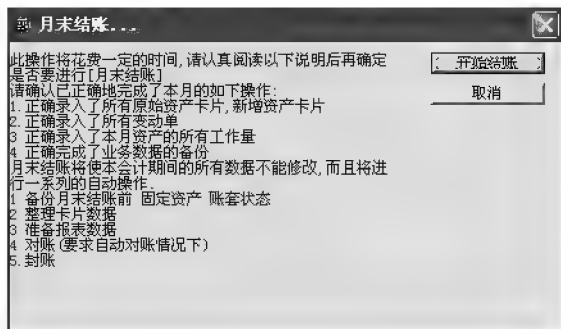 月末结账...
此操作将花费一定的时间,请认真阅读以下说明后再确定
是否要进行[月末结账]
请确认已正确地完成了本月的如下操作:
1.正确录入了所有原始资产卡片,新增资产卡片
2.正确录入了所有变动单
3 正确录入了本月资产的所有工作量
4 正确完成了业务数据的备份
月末结账将使本会计期间的所有数据不能修改,而且将进
行一系列的自动操作.
1 备份月末结账前 固定资产 账套状态
2 整理卡片数据
3 准备报表数据
4 对账(要求自动对账情况下)
5.封账
开始结账
取消